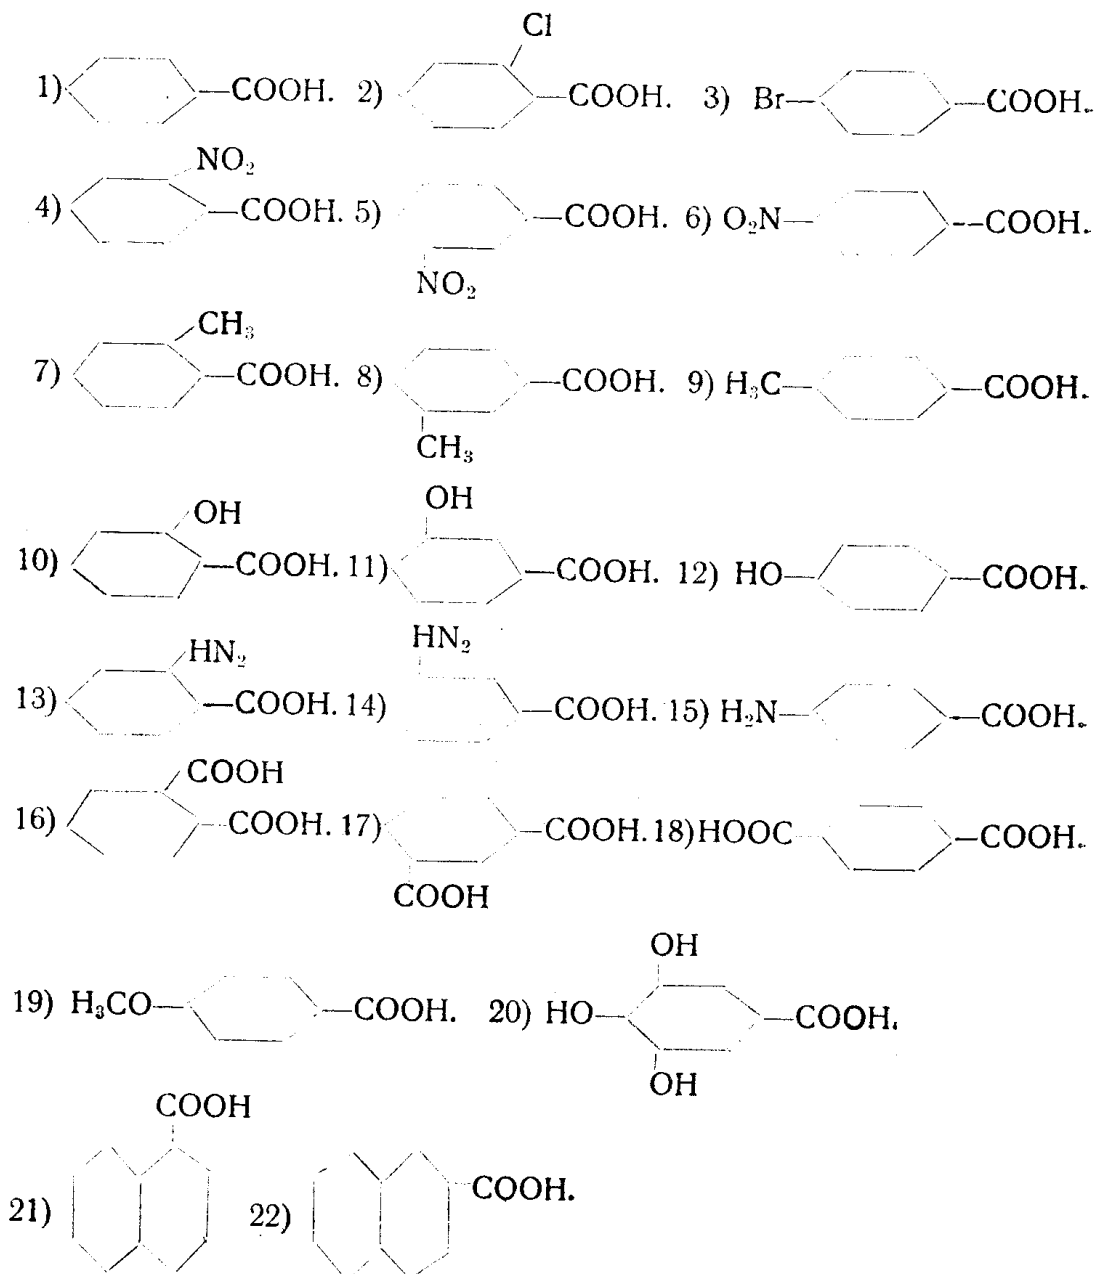 Cl
1) COOH. 2) COOH. 3) Br COOH.
NO₂
4) COOH. 5) COOH. 6) O₂N COOH.
NO₂
CH₃
7) COOH. 8) COOH. 9) H₃C COOH.
CH₃
OH OH
10) COOH. 11) COOH. 12) HO COOH.
HN₂ HN₂
13) COOH. 14) COOH. 15) H₂N COOH.
COOH
16) COOH. 17) COOH. 18) HOOC COOH.
COOH
OH
19) H₃CO COOH. 20) HO COOH.
OH
COOH
21) 22) COOH.